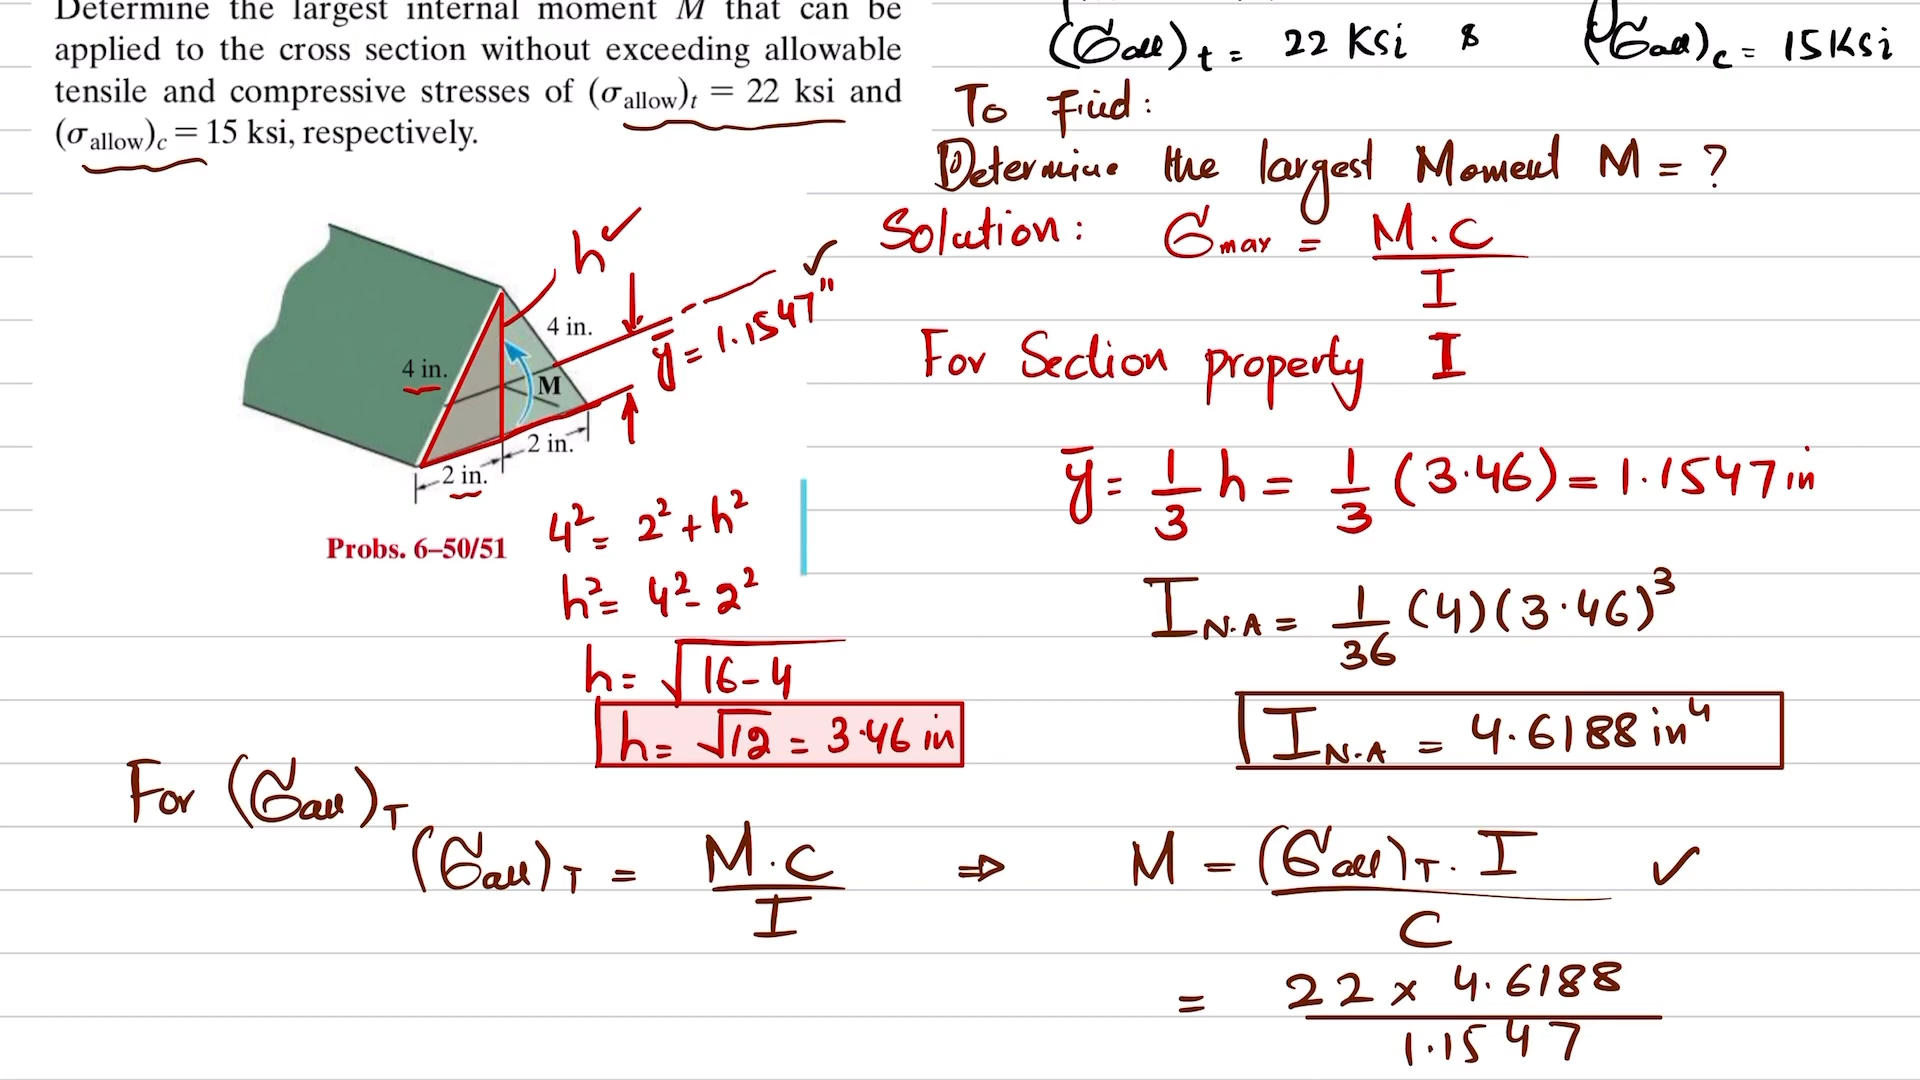 Determine the largest internal moment M that can be
applied to the cross section without exceeding allowable
tensile and compressive stresses of (σallow)t = 22 ksi and
(σallow)c = 15 ksi, respectively.
4 in.
4 in.
M
2 in.
2 in.
h✓
ȳ = 1.1547" ✓
Probs. 6–50/51
4² = 2² + h²
h² = 4² - 2²
h = √16-4
h = √12 = 3.46 in
(σall)t = 22 Ksi & (σall)c = 15 Ksi
To Find:
Determine the largest Moment M = ?
Solution: σmax = M.C / I
For Section property I
ȳ = 1/3 h = 1/3 (3.46) = 1.1547 in
I N.A = 1/36 (4)(3.46)³
I N.A = 4.6188 in⁴
For (σall)T
(σall)T = M.C / I ⇒ M = (σall)T . I / C ✓
= 22 × 4.6188 / 1.1547